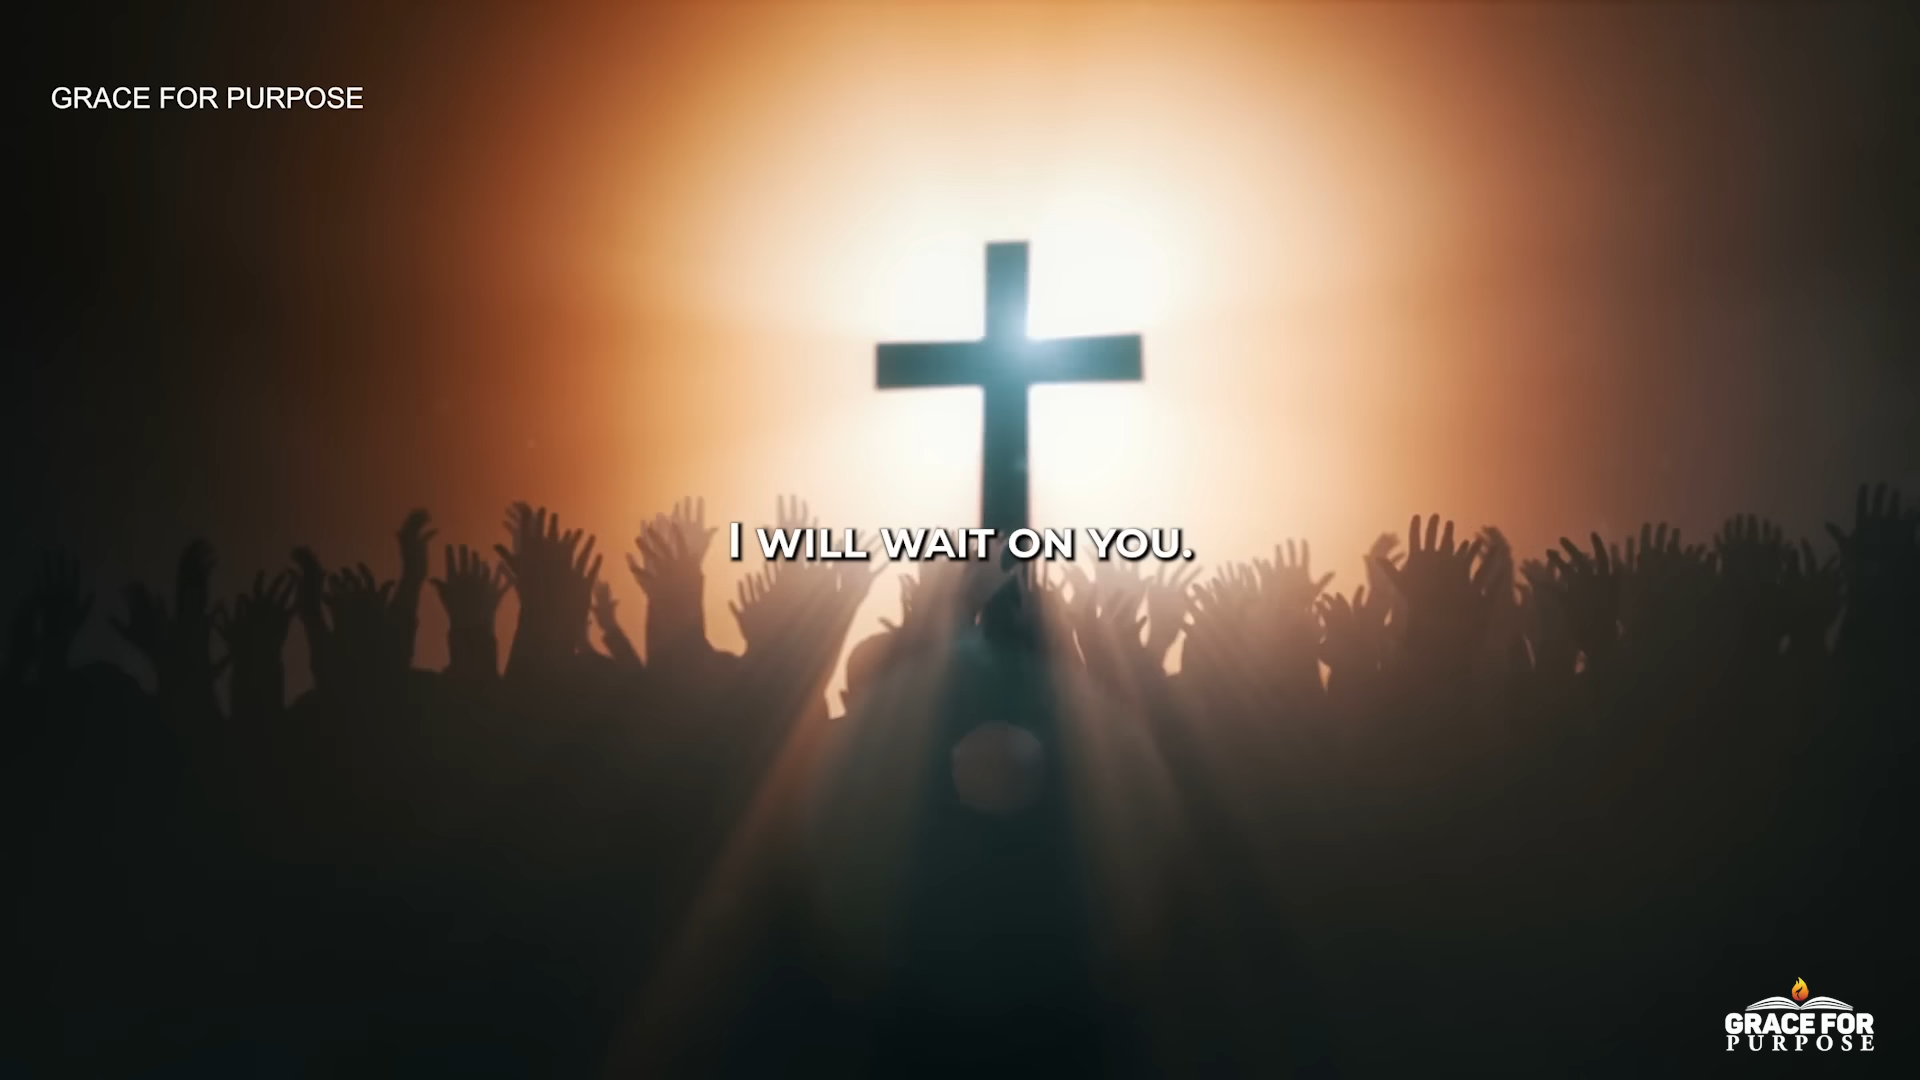 GRACE FOR PURPOSE
I WILL WAIT ON YOU.
GRACE FOR
PURPOSE